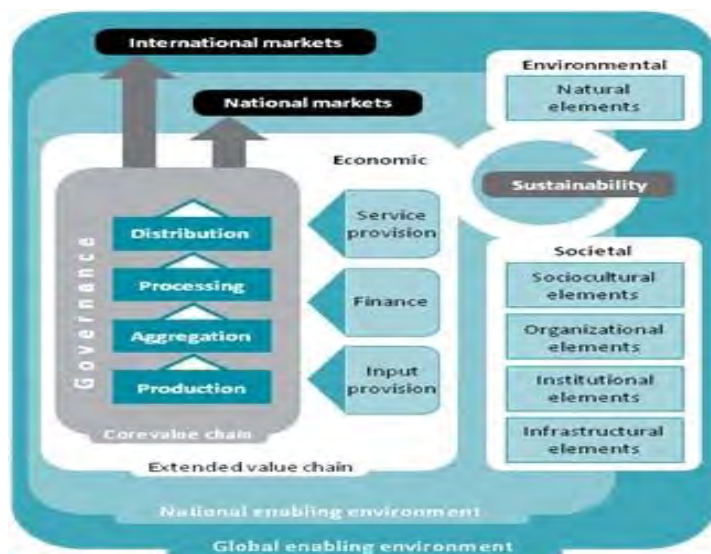 International markets
National markets
Environmental
Natural
elements
Economic
Sustainability
Governance
Distribution
Processing
Aggregation
Production
Core value chain
Service
provision
Finance
Input
provision
Extended value chain
Societal
Sociocultural
elements
Organizational
elements
Institutional
elements
Infrastructural
elements
National enabling environment
Global enabling environment